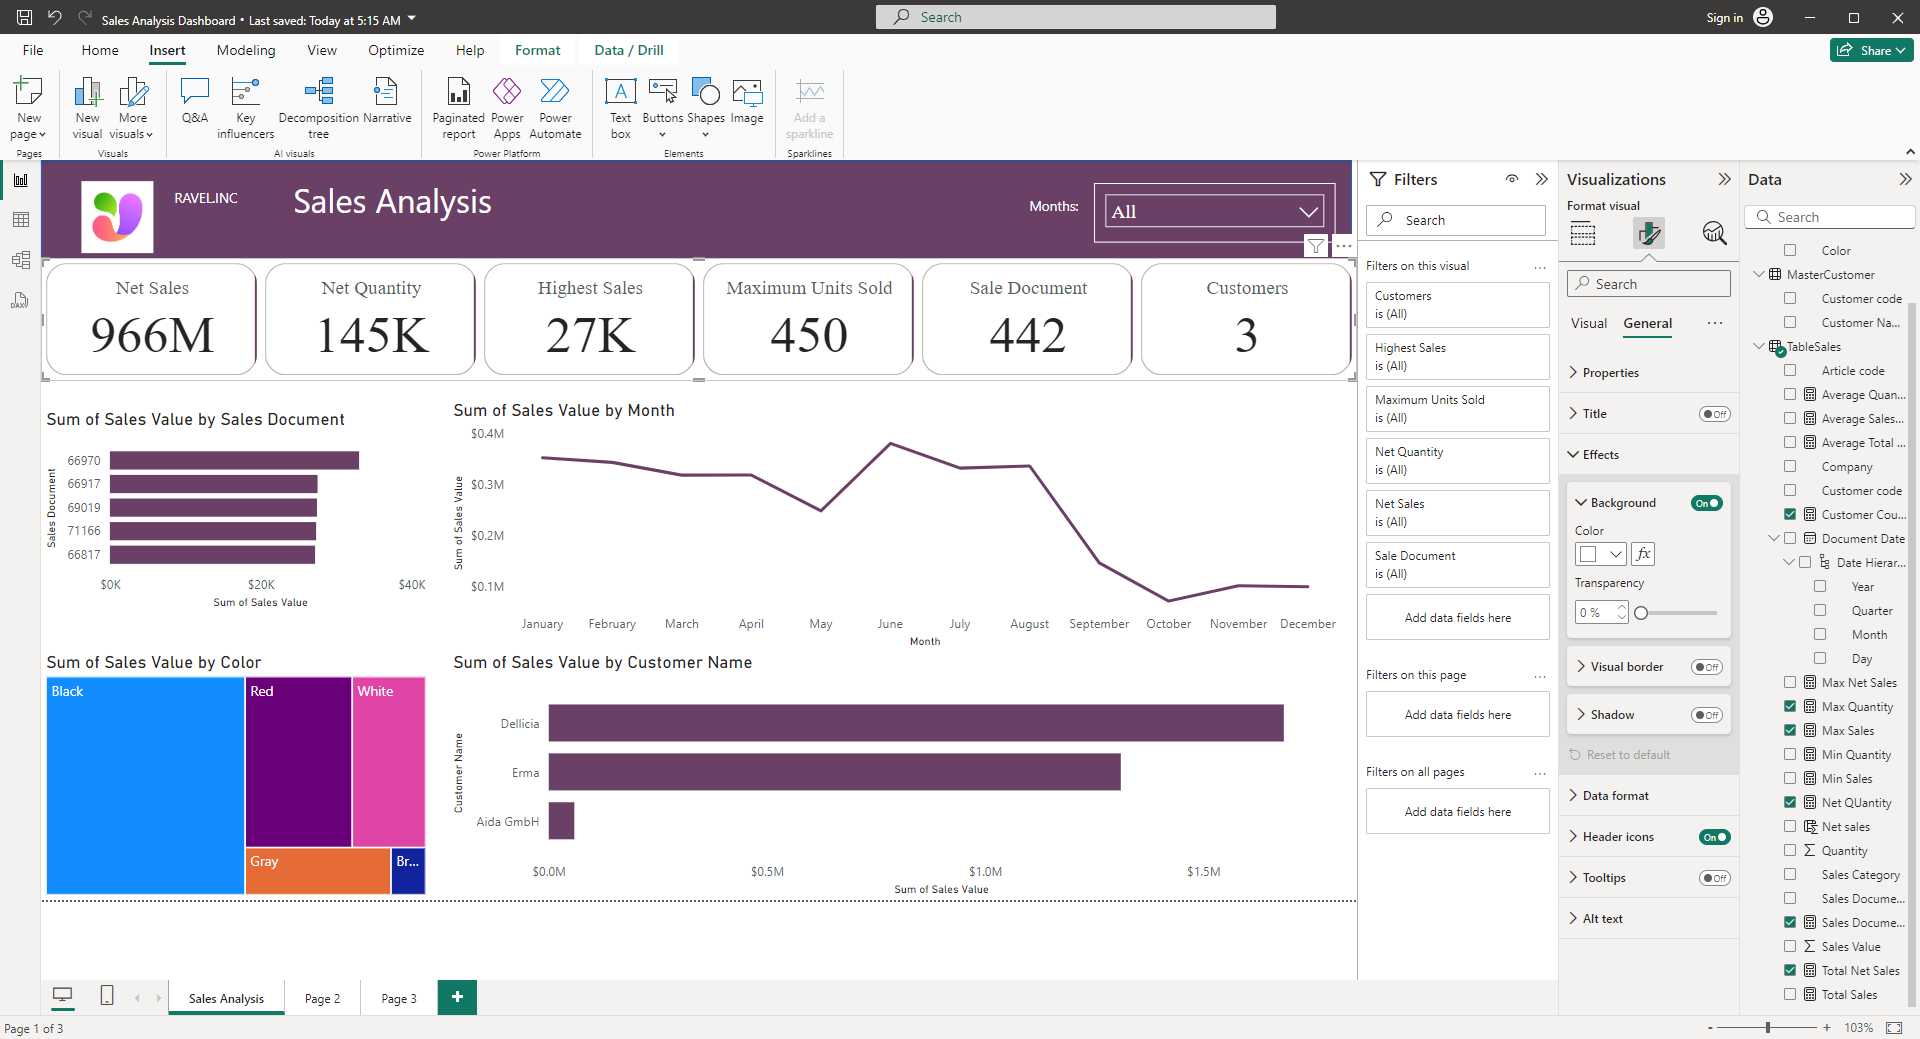 Sales Analysis Dashboard • Last saved: Today at 5:15 AM
Search
Sign in
File
Home
Insert
Modeling
View
Optimize
Help
Format
Data / Drill
Share
New page
New visual
More visuals
Q&A
Key influencers
Decomposition tree
Narrative
Paginated report
Power Apps
Power Automate
Text box
Buttons
Shapes
Image
Add a sparkline
Pages
Visuals
AI visuals
Power Platform
Elements
Sparklines
RAVEL.INC
Sales Analysis
Months:
All
Net Sales
966M
Net Quantity
145K
Highest Sales
27K
Maximum Units Sold
450
Sale Document
442
Customers
3
Sum of Sales Value by Sales Document
Sales Document
66970
66917
69019
71166
66817
$0K
$20K
$40K
Sum of Sales Value
Sum of Sales Value by Month
Sum of Sales Value
$0.4M
$0.3M
$0.2M
$0.1M
January
February
March
April
May
June
July
August
September
October
November
December
Month
Sum of Sales Value by Color
Black
Red
White
Gray
Br...
Sum of Sales Value by Customer Name
Customer Name
Dellicia
Erma
Aida GmbH
$0.0M
$0.5M
$1.0M
$1.5M
Sum of Sales Value
Filters
Search
Filters on this visual
Customers
is (All)
Highest Sales
is (All)
Maximum Units Sold
is (All)
Net Quantity
is (All)
Net Sales
is (All)
Sale Document
is (All)
Add data fields here
Filters on this page
Add data fields here
Filters on all pages
Add data fields here
Visualizations
Format visual
Search
Visual
General
Properties
Title
Off
Effects
Background
On
Color
fx
Transparency
0 %
Visual border
Off
Shadow
Off
Reset to default
Data format
Header icons
On
Tooltips
Off
Alt text
Data
Search
Color
MasterCustomer
Customer code
Customer Na...
TableSales
Article code
Average Quan...
Average Sales...
Average Total ...
Company
Customer code
Customer Cou...
Document Date
Date Hierar...
Year
Quarter
Month
Day
Max Net Sales
Max Quantity
Max Sales
Min Quantity
Min Sales
Net QUantity
Net sales
Quantity
Sales Category
Sales Docume...
Sales Docume...
Sales Value
Total Net Sales
Total Sales
Sales Analysis
Page 2
Page 3
+
Page 1 of 3
- + 103%